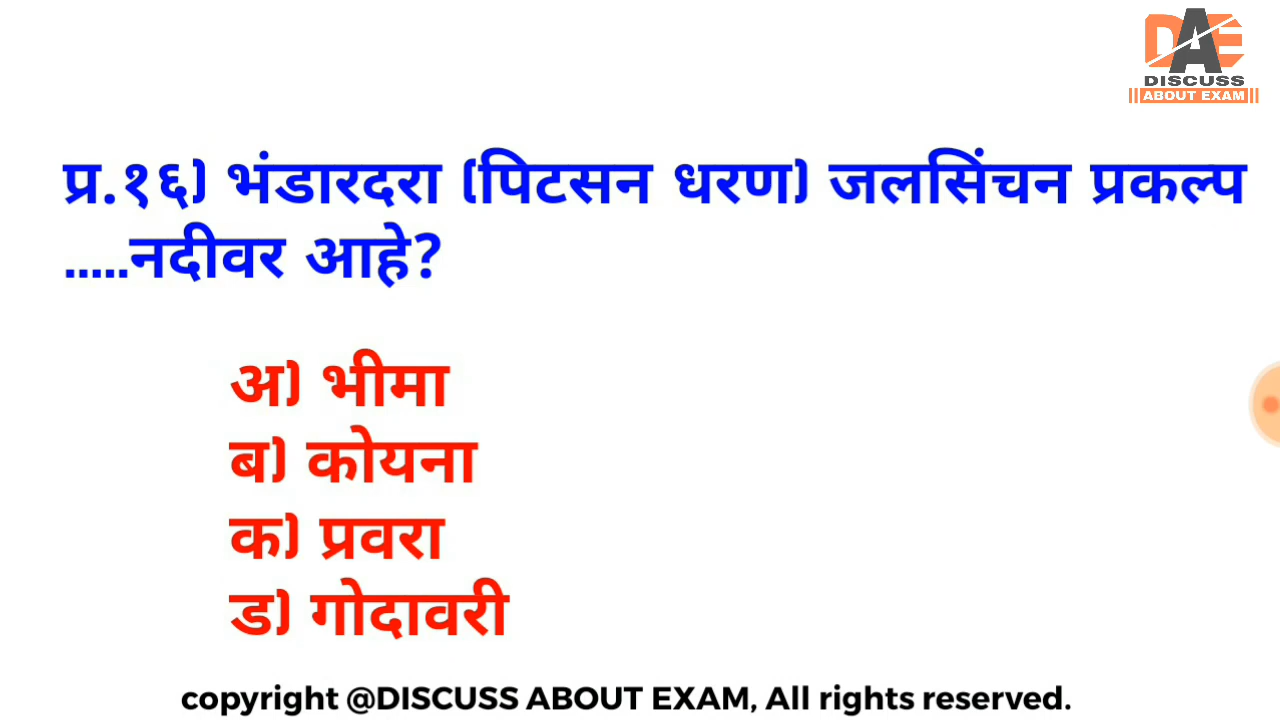 DAE
DISCUSS
ABOUT EXAM
प्र.१६) भंडारदरा (पिटसन धरण) जलसिंचन प्रकल्प
.....नदीवर आहे?
अ) भीमा
ब) कोयना
क) प्रवरा
ड) गोदावरी
copyright @DISCUSS ABOUT EXAM, All rights reserved.